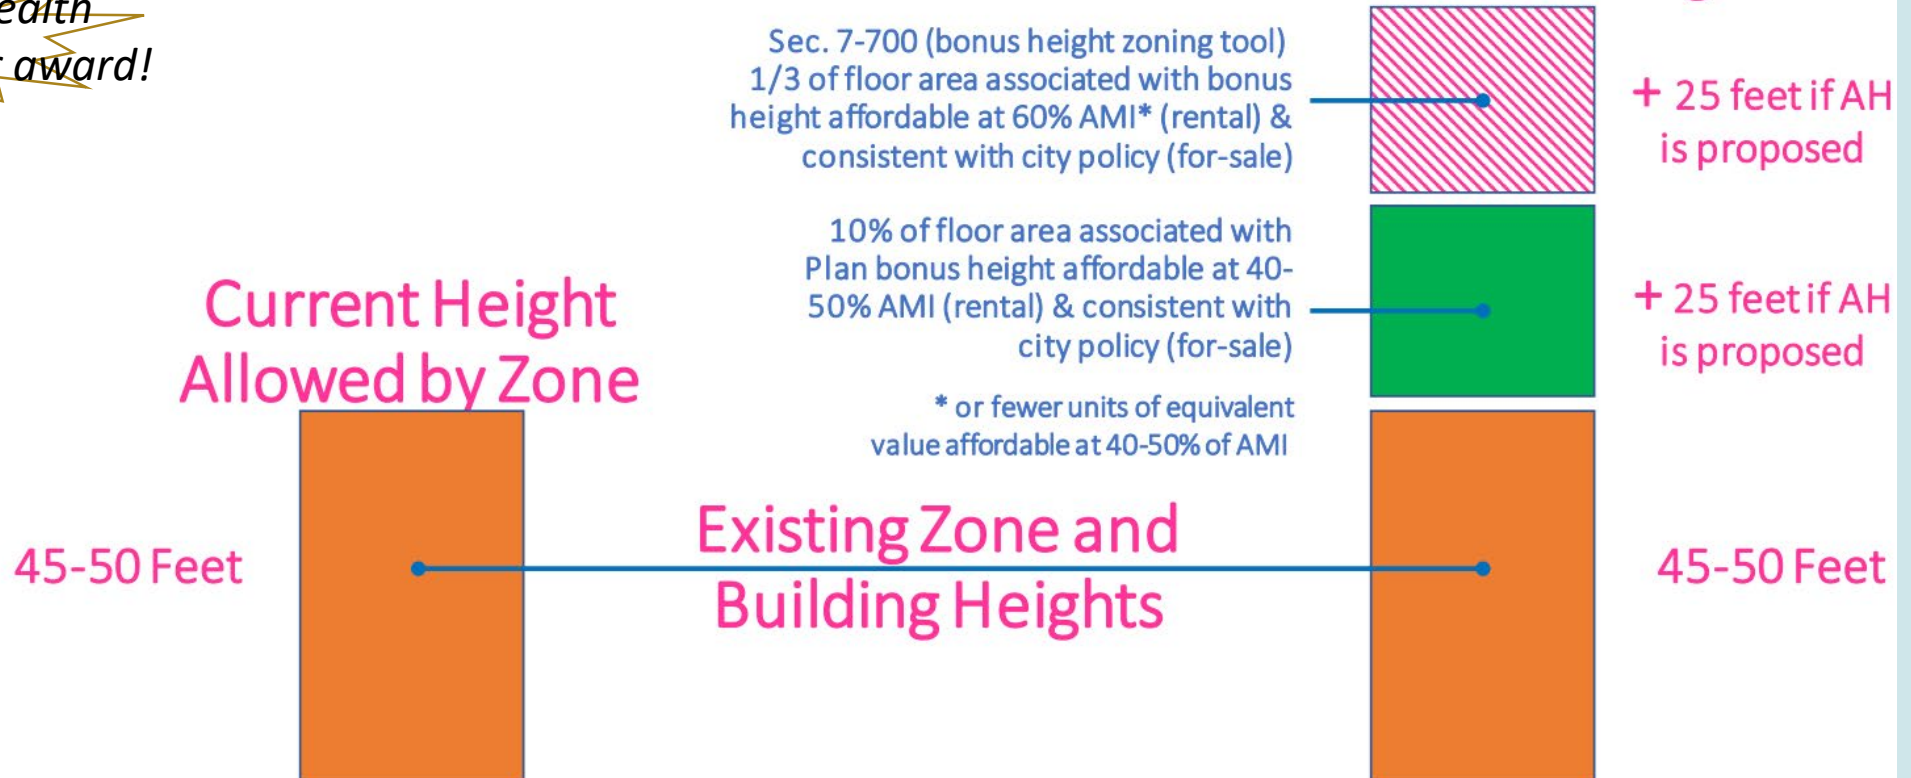 award!
Sec. 7-700 (bonus height zoning tool)
1/3 of floor area associated with bonus
height affordable at 60% AMI* (rental) &
consistent with city policy (for-sale)
+ 25 feet if AH
is proposed
10% of floor area associated with
Plan bonus height affordable at 40-
50% AMI (rental) & consistent with
city policy (for-sale)
+ 25 feet if AH
is proposed
* or fewer units of equivalent
value affordable at 40-50% of AMI
Current Height
Allowed by Zone
45-50 Feet
Existing Zone and
Building Heights
45-50 Feet